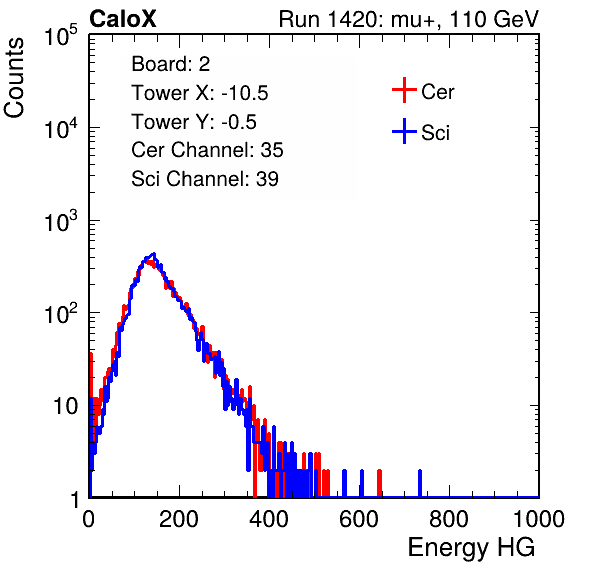 CaloX Run 1420: mu+, 110 GeV
Board: 2
Tower X: -10.5
Tower Y: -0.5
Cer Channel: 35
Sci Channel: 39
Cer
Sci
Counts
10^5
10^4
10^3
10^2
10
1
0 200 400 600 800 1000
Energy HG